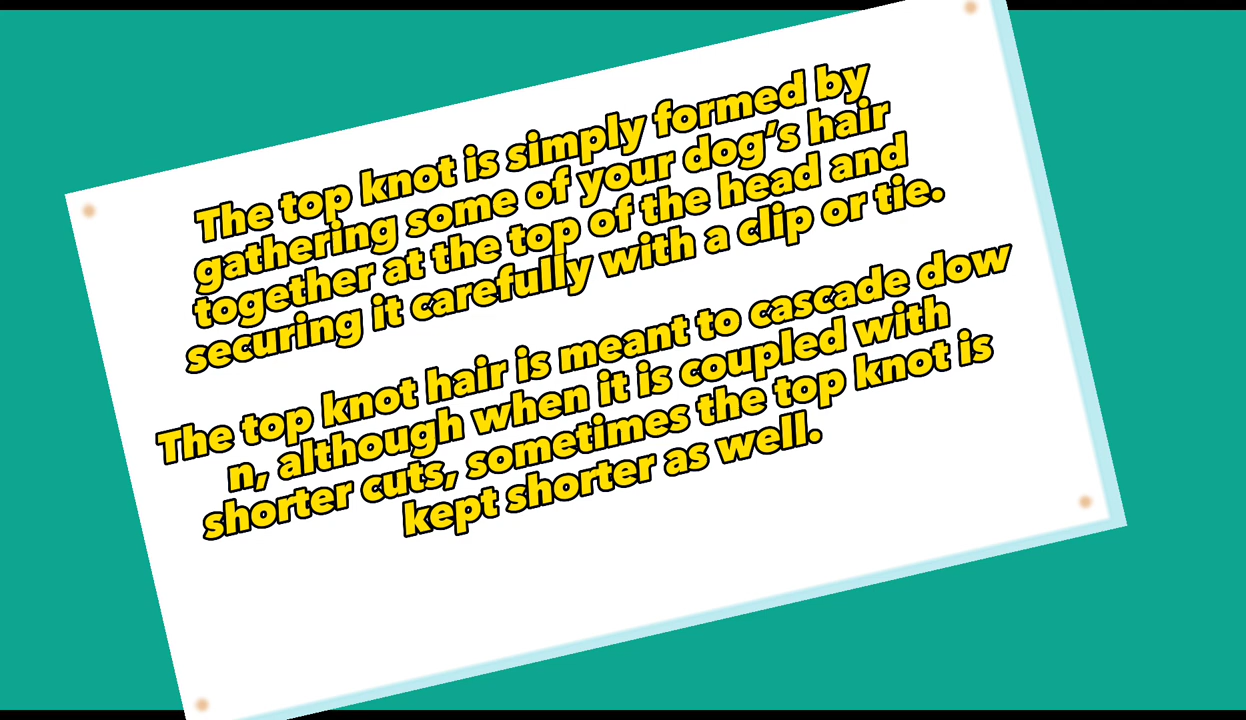 The top knot is simply formed by
gathering some of your dog’s hair
together at the top of the head and
securing it carefully with a clip or tie.
The top knot hair is meant to cascade dow
n, although when it is coupled with
shorter cuts, sometimes the top knot is
kept shorter as well.